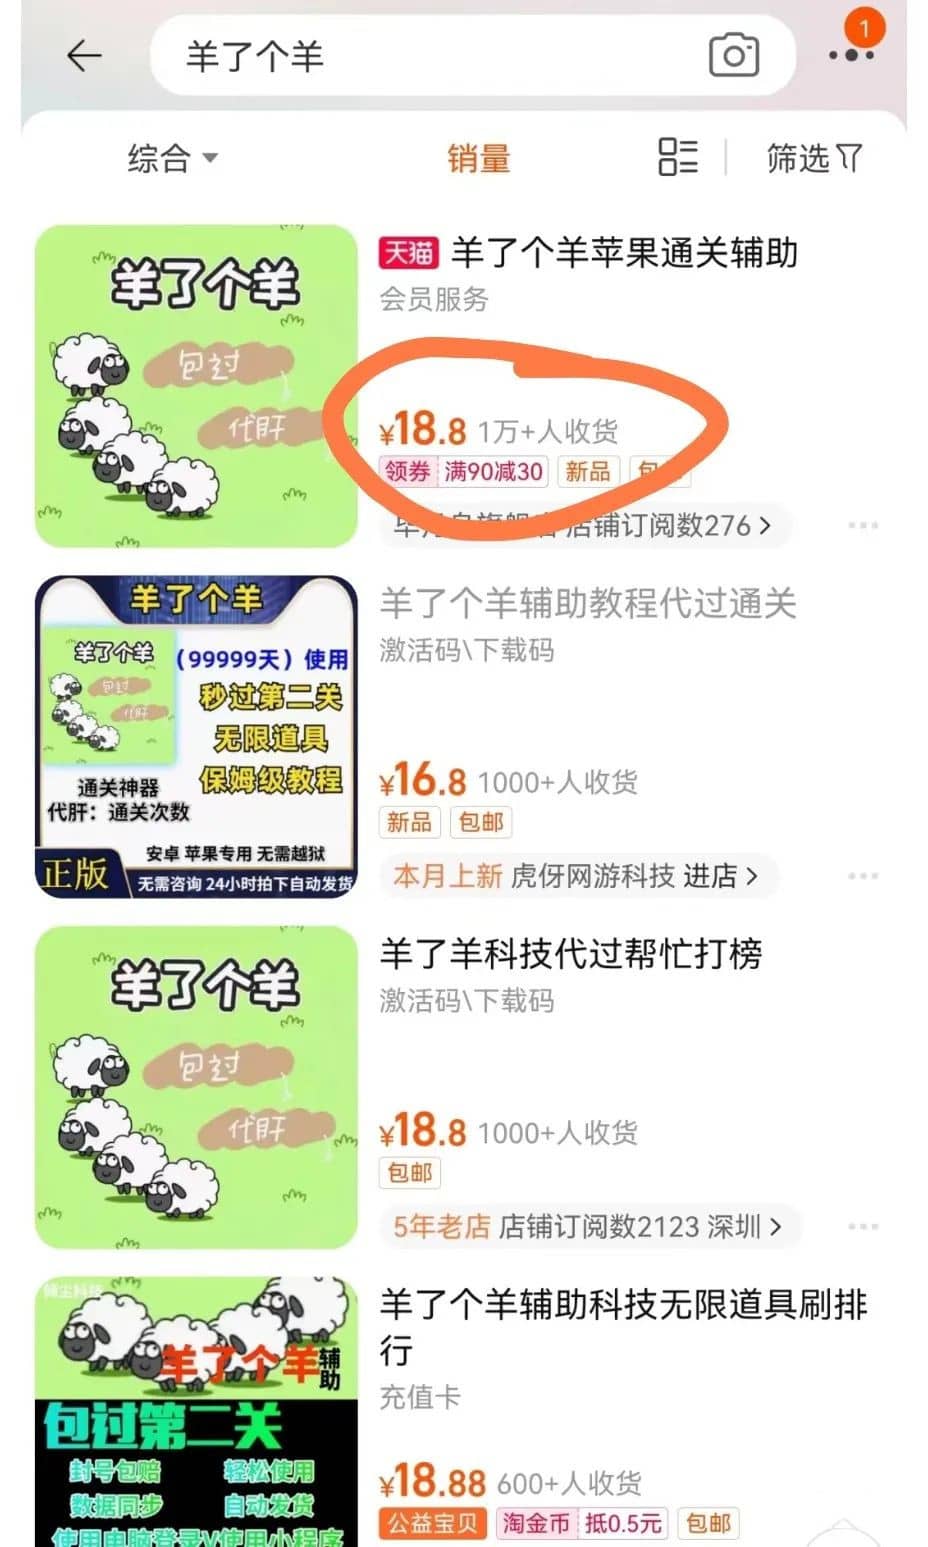 羊了个羊
1
综合
销量
筛选
羊了个羊
包过
代肝
天猫 羊了个羊苹果通关辅助
会员服务
¥18.8 1万+人收货
领券 满90减30 新品 包
店铺订阅数276
羊了个羊
羊了个羊
包过
代肝
(99999天) 使用
秒过第二关
无限道具
保姆级教程
通关神器
代肝: 通关次数
安卓 苹果专用 无需越狱
正版
无需咨询 24小时拍下自动发货
羊了个羊辅助教程代过通关
激活码\下载码
¥16.8 1000+人收货
新品 包邮
本月上新 虎伢网游科技 进店
羊了个羊
包过
代肝
羊了羊科技代过帮忙打榜
激活码\下载码
¥18.8 1000+人收货
包邮
5年老店 店铺订阅数2123 深圳
羊了个羊辅助
包过第二关
封号包赔 轻松使用
数据同步 自动发货
使用电脑登录V使用小程序
羊了个羊辅助科技无限道具刷排
行
充值卡
¥18.88 600+人收货
公益宝贝 淘金币 抵0.5元 包邮